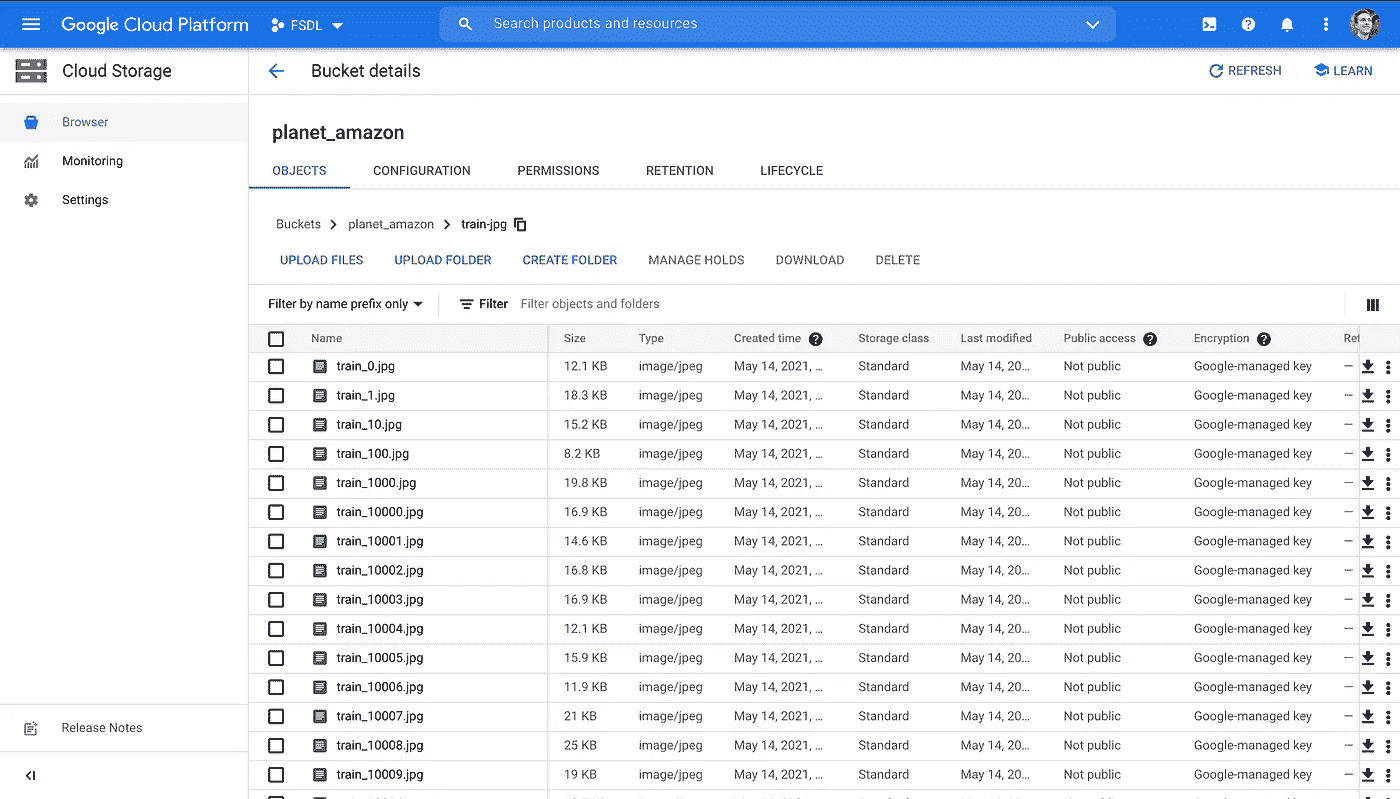 Google Cloud Platform FSDL Search products and resources
Cloud Storage Bucket details REFRESH LEARN
Browser
Monitoring
Settings
planet_amazon
OBJECTS CONFIGURATION PERMISSIONS RETENTION LIFECYCLE
Buckets planet_amazon train-jpg
UPLOAD FILES UPLOAD FOLDER CREATE FOLDER MANAGE HOLDS DOWNLOAD DELETE
Filter by name prefix only Filter Filter objects and folders
Name Size Type Created time Storage class Last modified Public access Encryption Ret
train_0.jpg 12.1 KB image/jpeg May 14, 2021, ... Standard May 14, 20... Not public Google-managed key —
train_1.jpg 18.3 KB image/jpeg May 14, 2021, ... Standard May 14, 20... Not public Google-managed key —
train_10.jpg 15.2 KB image/jpeg May 14, 2021, ... Standard May 14, 20... Not public Google-managed key —
train_100.jpg 8.2 KB image/jpeg May 14, 2021, ... Standard May 14, 20... Not public Google-managed key —
train_1000.jpg 19.8 KB image/jpeg May 14, 2021, ... Standard May 14, 20... Not public Google-managed key —
train_10000.jpg 16.9 KB image/jpeg May 14, 2021, ... Standard May 14, 20... Not public Google-managed key —
train_10001.jpg 14.6 KB image/jpeg May 14, 2021, ... Standard May 14, 20... Not public Google-managed key —
train_10002.jpg 16.8 KB image/jpeg May 14, 2021, ... Standard May 14, 20... Not public Google-managed key —
train_10003.jpg 16.9 KB image/jpeg May 14, 2021, ... Standard May 14, 20... Not public Google-managed key —
train_10004.jpg 12.1 KB image/jpeg May 14, 2021, ... Standard May 14, 20... Not public Google-managed key —
train_10005.jpg 15.9 KB image/jpeg May 14, 2021, ... Standard May 14, 20... Not public Google-managed key —
train_10006.jpg 11.9 KB image/jpeg May 14, 2021, ... Standard May 14, 20... Not public Google-managed key —
train_10007.jpg 21 KB image/jpeg May 14, 2021, ... Standard May 14, 20... Not public Google-managed key —
train_10008.jpg 25 KB image/jpeg May 14, 2021, ... Standard May 14, 20... Not public Google-managed key —
train_10009.jpg 19 KB image/jpeg May 14, 2021, ... Standard May 14, 20... Not public Google-managed key —
Release Notes